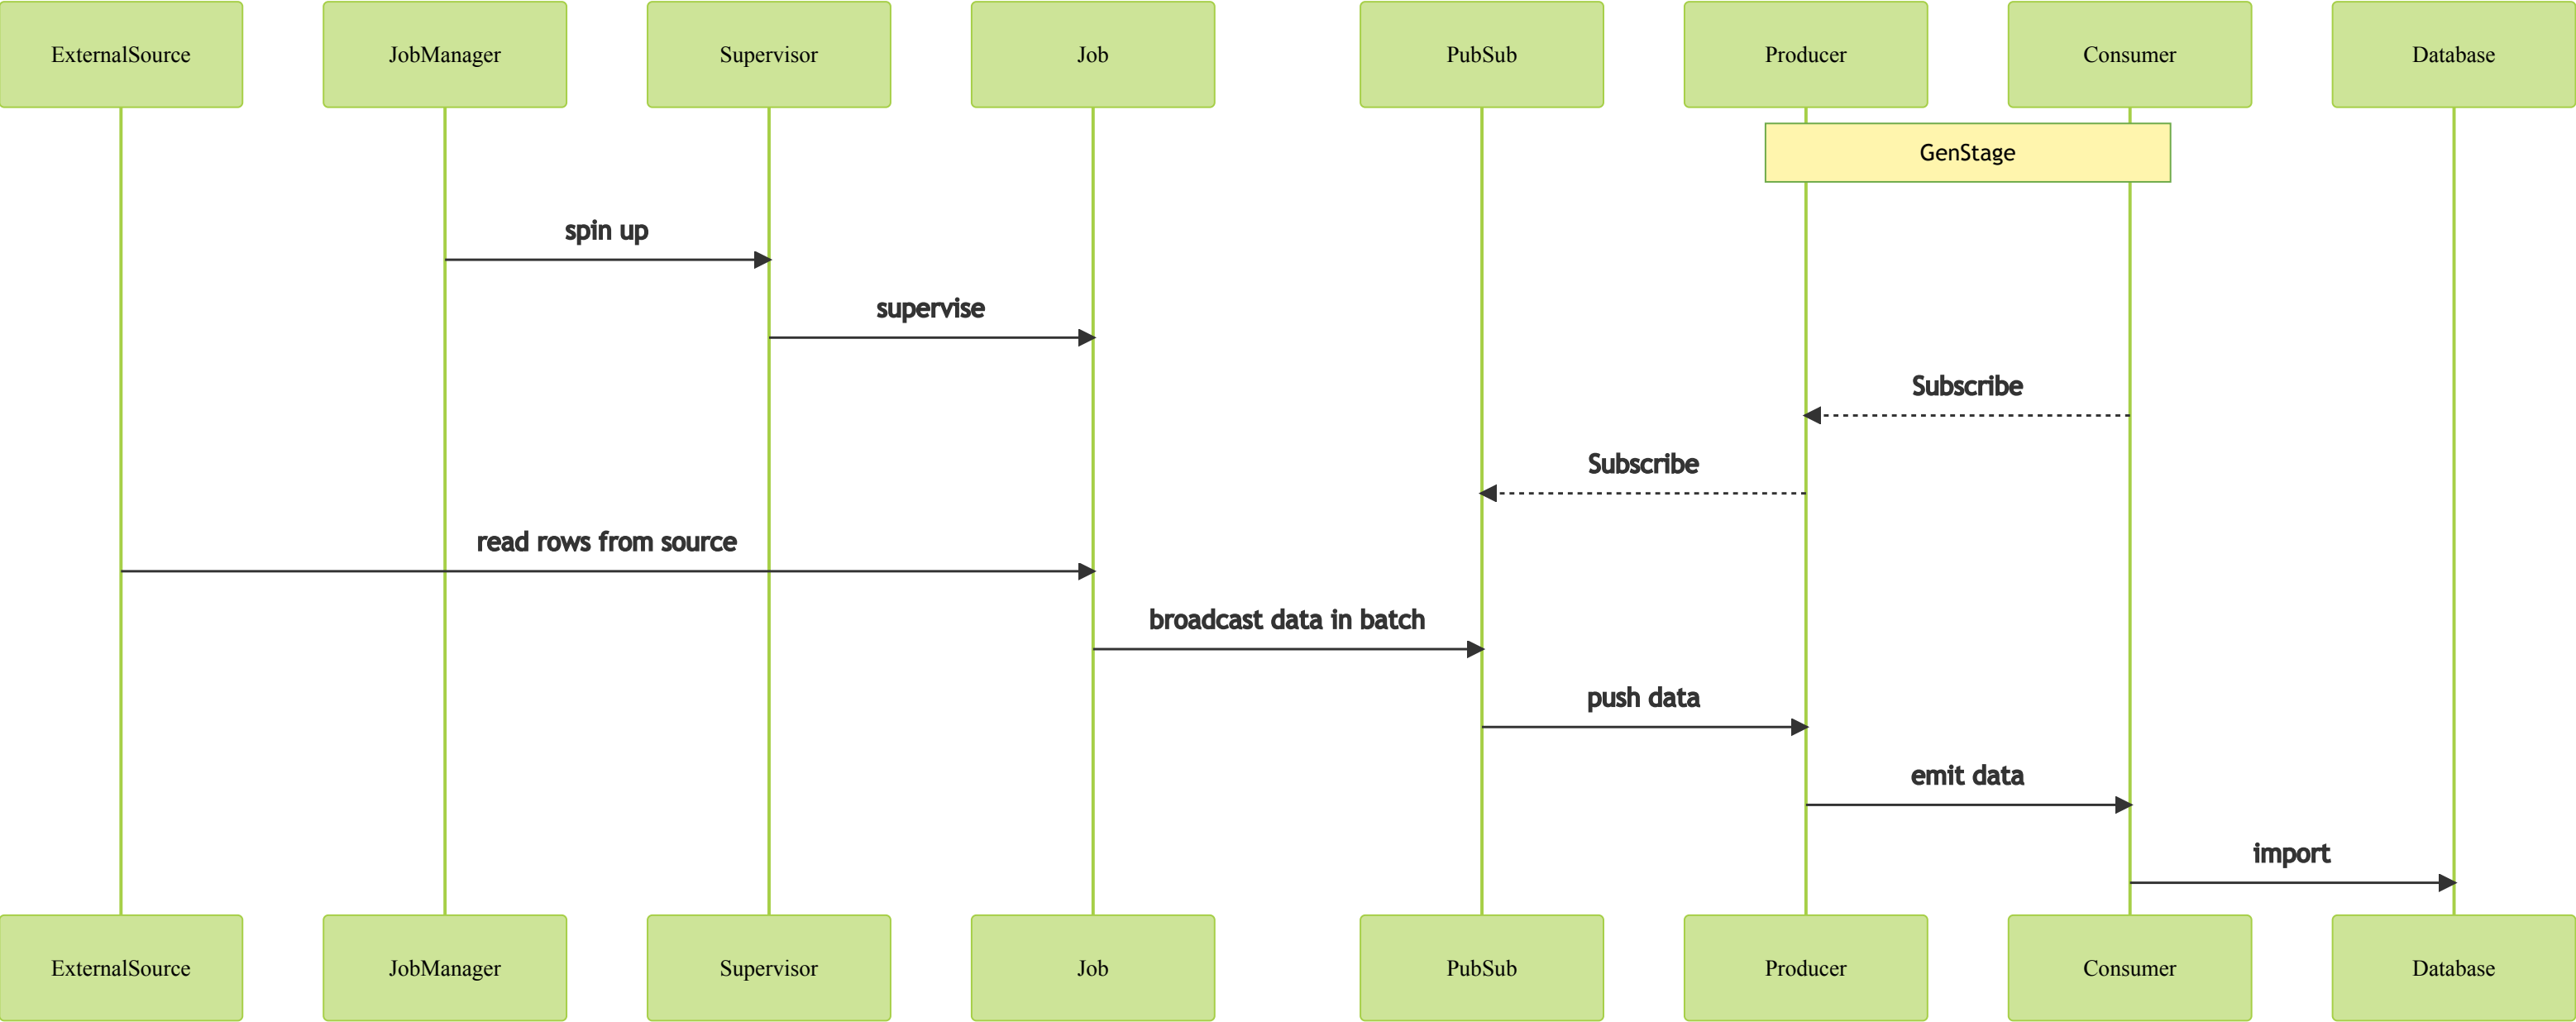 ExternalSource
JobManager
Supervisor
Job
PubSub
Producer
Consumer
Database
GenStage
spin up
supervise
Subscribe
Subscribe
read rows from source
broadcast data in batch
push data
emit data
import
ExternalSource
JobManager
Supervisor
Job
PubSub
Producer
Consumer
Database